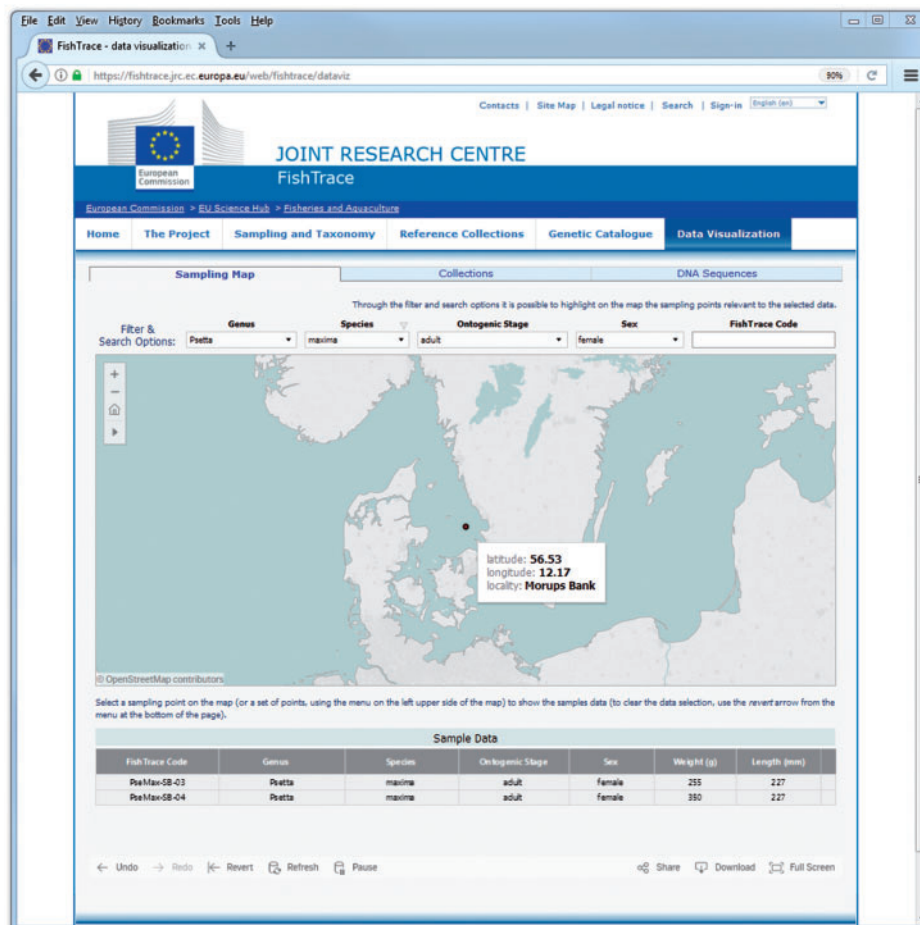 File Edit View History Bookmarks Tools Help
FishTrace - data visualization × +
https://fishtrace.jrc.ec.europa.eu/web/fishtrace/dataviz 90%
Contacts | Site Map | Legal notice | Search | Sign-in English (en)
European
Commission
JOINT RESEARCH CENTRE
FishTrace
European Commission > EU Science Hub > Fisheries and Aquaculture
Home The Project Sampling and Taxonomy Reference Collections Genetic Catalogue Data Visualization
Sampling Map Collections DNA Sequences
Through the filter and search options it is possible to highlight on the map the sampling points relevant to the selected data.
Filter &
Search Options:
Genus Species Ontogenic Stage Sex FishTrace Code
Psetta maxima adult female
latitude: 56.53
longitude: 12.17
locality: Morups Bank
© OpenStreetMap contributors
Select a sampling point on the map (or a set of points, using the menu on the left upper side of the map) to show the samples data (to clear the data selection, use the revert arrow from the
menu at the bottom of the page).
Sample Data
FishTrace Code Genus Species Ontogenic Stage Sex Weight (g) Length (mm)
PseMax-SB-03 Psetta maxima adult female 255 227
PseMax-SB-04 Psetta maxima adult female 350 227
Undo Redo Revert Refresh Pause Share Download Full Screen